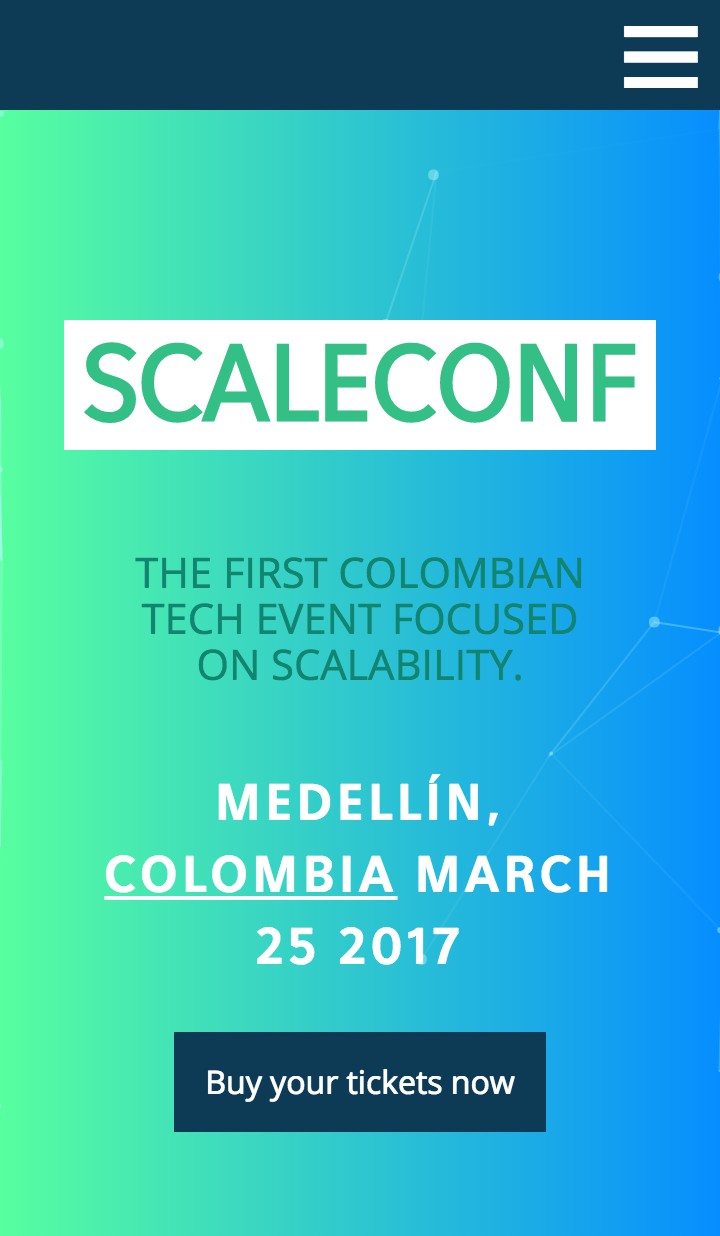 SCALECONF
THE FIRST COLOMBIAN
TECH EVENT FOCUSED
ON SCALABILITY.
MEDELLÍN,
COLOMBIA MARCH
25 2017
Buy your tickets now